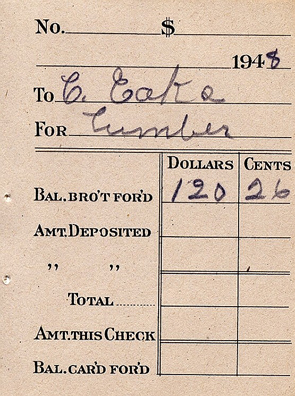 No. $
1948
To C. Eaks
For Lumber
Dollars Cents
Bal. Bro't For'd 120 26
Amt. Deposited
" "
Total
Amt. This Check
Bal. Car'd For'd